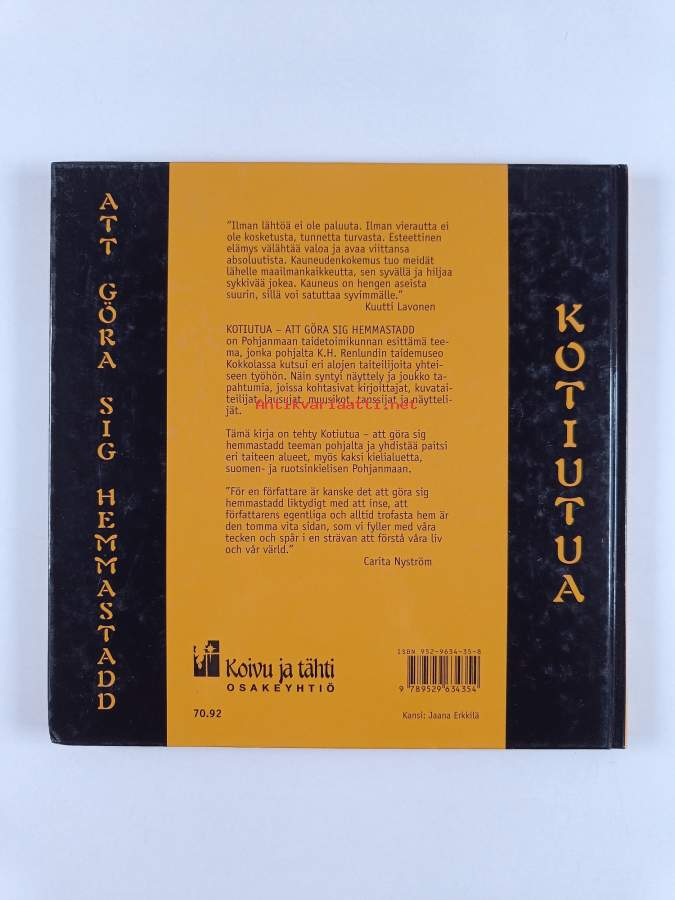 ATT GÖRA SIG HEMMASTADD
"Ilman lähtöä ei ole paluuta. Ilman vierautta ei
ole kosketusta, tunnetta turvasta. Esteettinen
elämys välähtää valoa ja avaa viittansa
absoluutista. Kauneudenkokemus tuo meidät
lähelle maailmankaikkeutta, sen syvällä ja hiljaa
sykkivää jokea. Kauneus on hengen aseista
suurin, sillä voi satuttaa syvimmälle."
Kuutti Lavonen
KOTIUTUA – ATT GÖRA SIG HEMMASTADD
on Pohjanmaan taidetoimikunnan esittämä tee-
ma, jonka pohjalta K.H. Renlundin taidemuseo
Kokkolassa kutsui eri alojen taiteilijoita yhtei-
seen työhön. Näin syntyi näyttely ja joukko ta-
pahtumia, joissa kohtasivat kirjoittajat, kuvatai-
teilijat, lausujat, muusikot, tanssijat ja näytteli-
jät.
Antikvariaatti.net
Tämä kirja on tehty Kotiutua – att göra sig
hemmastadd teeman pohjalta ja yhdistää paitsi
eri taiteen alueet, myös kaksi kielialuetta,
suomen- ja ruotsinkielisen Pohjanmaan.
"För en författare är kanske det att göra sig
hemmastadd liktydigt med att inse, att
författarens egentliga och alltid trofasta hem är
den tomma vita sidan, som vi fyller med våra
tecken och spår i en strävan att förstå våra liv
och vår värld."
Carita Nyström
Koivu ja tähti
OSAKEYHTIÖ
70.92
ISBN 952-9634-35-8
9 789529 634354
Kansi: Jaana Erkkilä
KOTIUTUA